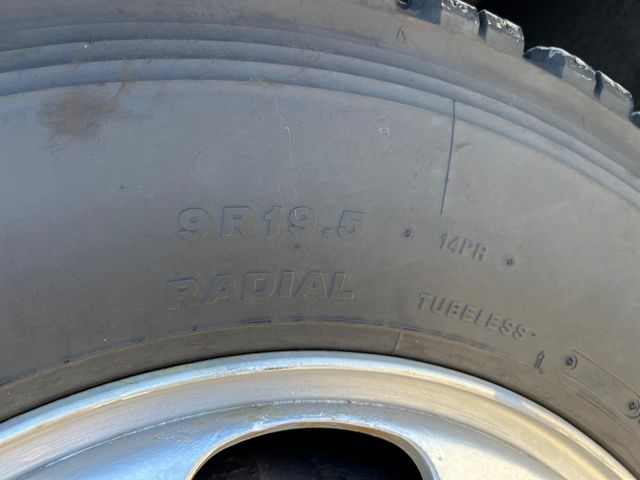 9R19.5 • 14PR •
RADIAL TUBELESS